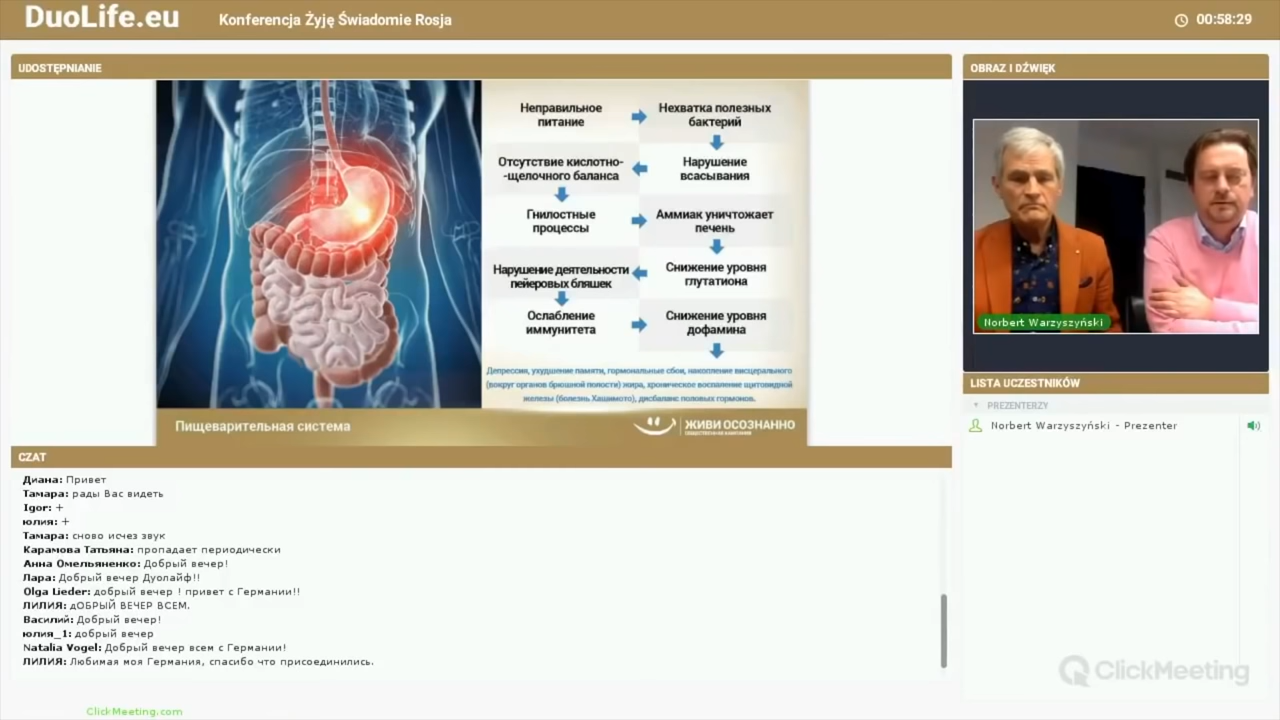 DuoLife.eu
Konferencja Żyję Świadomie Rosja
00:58:29
UDOSTĘPNIANIE
OBRAZ I DŹWIĘK
Неправильное
питание
Нехватка полезных
бактерий
Отсутствие кислотно-
-щелочного баланса
Нарушение
всасывания
Гнилостные
процессы
Аммиак уничтожает
печень
Нарушение деятельности
пейеровых бляшек
Снижение уровня
глутатиона
Ослабление
иммунитета
Снижение уровня
дофамина
Депрессии, ухудшение памяти, гормональные сбои, накопление висцерального
(вокруг органов брюшной полости) жира, хроническое воспаление щитовидной
железы (болезнь Хашимото), дисбаланс половых гормонов.
Пищеварительная система
ЖИВИ ОСОЗНАННО
ОБЩЕСТВЕННАЯ КАМПАНИЯ
Norbert Warzyszyński
LISTA UCZESTNIKÓW
PREZENTERZY
Norbert Warzyszyński - Prezenter
CZAT
Диана: Привет
Тамара: рады Вас видеть
Igor: +
юлия: +
Тамара: сново исчез звук
Карамова Татьяна: пропадает периодически
Анна Омельяненко: Добрый вечер!
Лара: Добрый вечер Дуолайф!!
Olga Lieder: добрый вечер ! привет с Германии!!
ЛИЛИЯ: дОБРЫЙ ВЕЧЕР ВСЕМ.
Василий: Добрый вечер!
юлия_1: добрый вечер
Natalia Vogel: Добрый вечер всем с Германии!
ЛИЛИЯ: Любимая моя Германия, спасибо что присоединились.
ClickMeeting
ClickMeeting.com